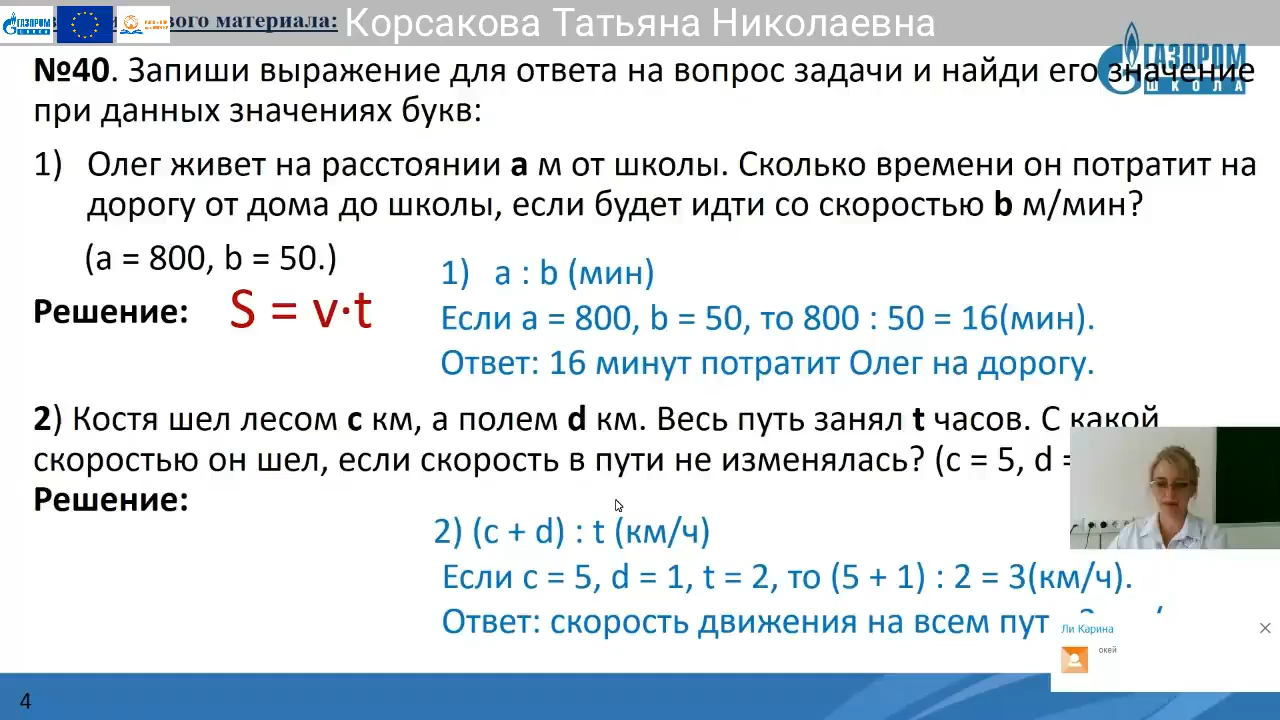 вого материала:
Корсакова Татьяна Николаевна
ГАЗПРОМ
ШКОЛА
№40. Запиши выражение для ответа на вопрос задачи и найди его значение
при данных значениях букв:
1) Олег живет на расстоянии a м от школы. Сколько времени он потратит на
дорогу от дома до школы, если будет идти со скоростью b м/мин?
(a = 800, b = 50.)
Решение: S = v·t
1) a : b (мин)
Если a = 800, b = 50, то 800 : 50 = 16(мин).
Ответ: 16 минут потратит Олег на дорогу.
2) Костя шел лесом c км, а полем d км. Весь путь занял t часов. С какой
скоростью он шел, если скорость в пути не изменялась? (c = 5, d =
Решение:
2) (c + d) : t (км/ч)
Если c = 5, d = 1, t = 2, то (5 + 1) : 2 = 3(км/ч).
Ответ: скорость движения на всем пут
Ли Карина
окей
4